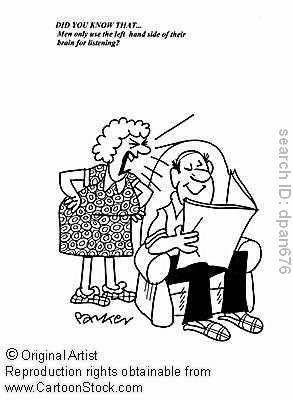 DID YOU KNOW THAT...
Men only use the left hand side of their
brain for listening?
search ID: dpan676
Parker
© Original Artist
Reproduction rights obtainable from
www.CartoonStock.com